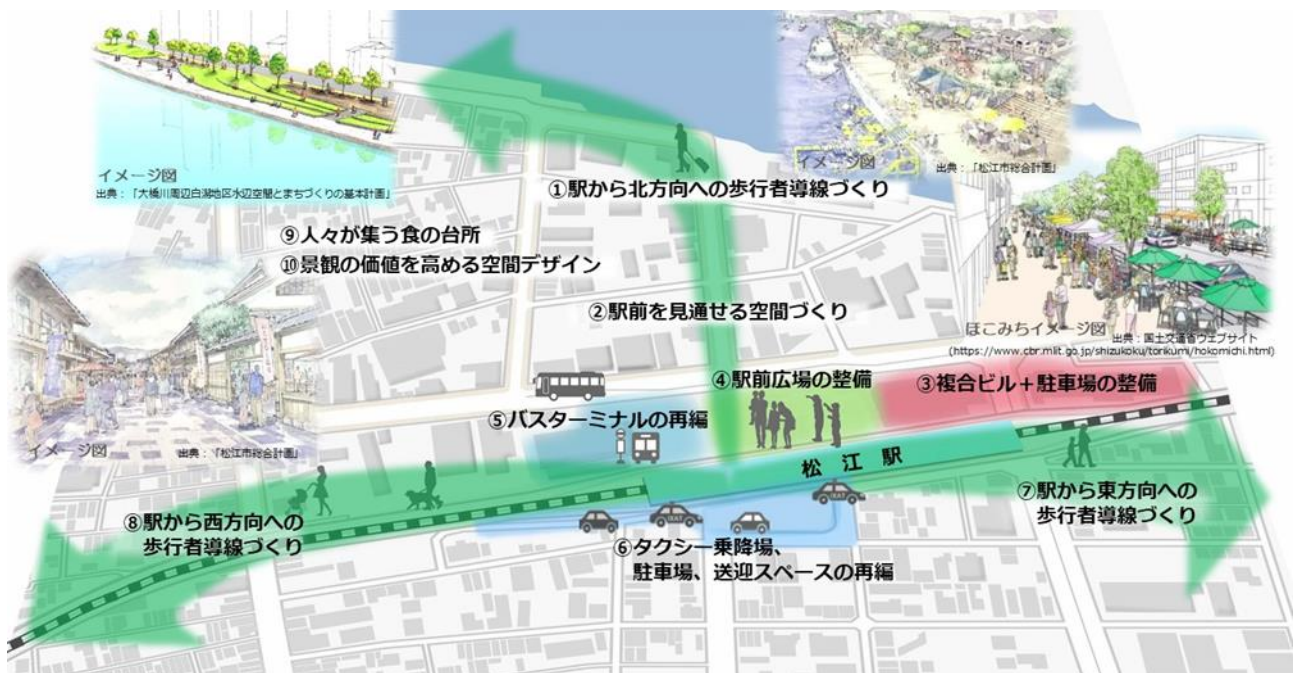 イメージ図
出典：「大橋川周辺白潟地区水辺空間とまちづくりの基本計画」
イメージ図
出典：「松江市総合計画」
①駅から北方向への歩行者導線づくり
⑨人々が集う食の台所
⑩景観の価値を高める空間デザイン
②駅前を見通せる空間づくり
ほこみちイメージ図
出典：国土交通省ウェブサイト
(https://www.cbr.mlit.go.jp/shizukoku/torikumi/hokomichi.html)
④駅前広場の整備
③複合ビル＋駐車場の整備
⑤バスターミナルの再編
イメージ図
出典：「松江市総合計画」
松江駅
⑦駅から東方向への
歩行者導線づくり
⑧駅から西方向への
歩行者導線づくり
⑥タクシー乗降場、
駐車場、送迎スペースの再編